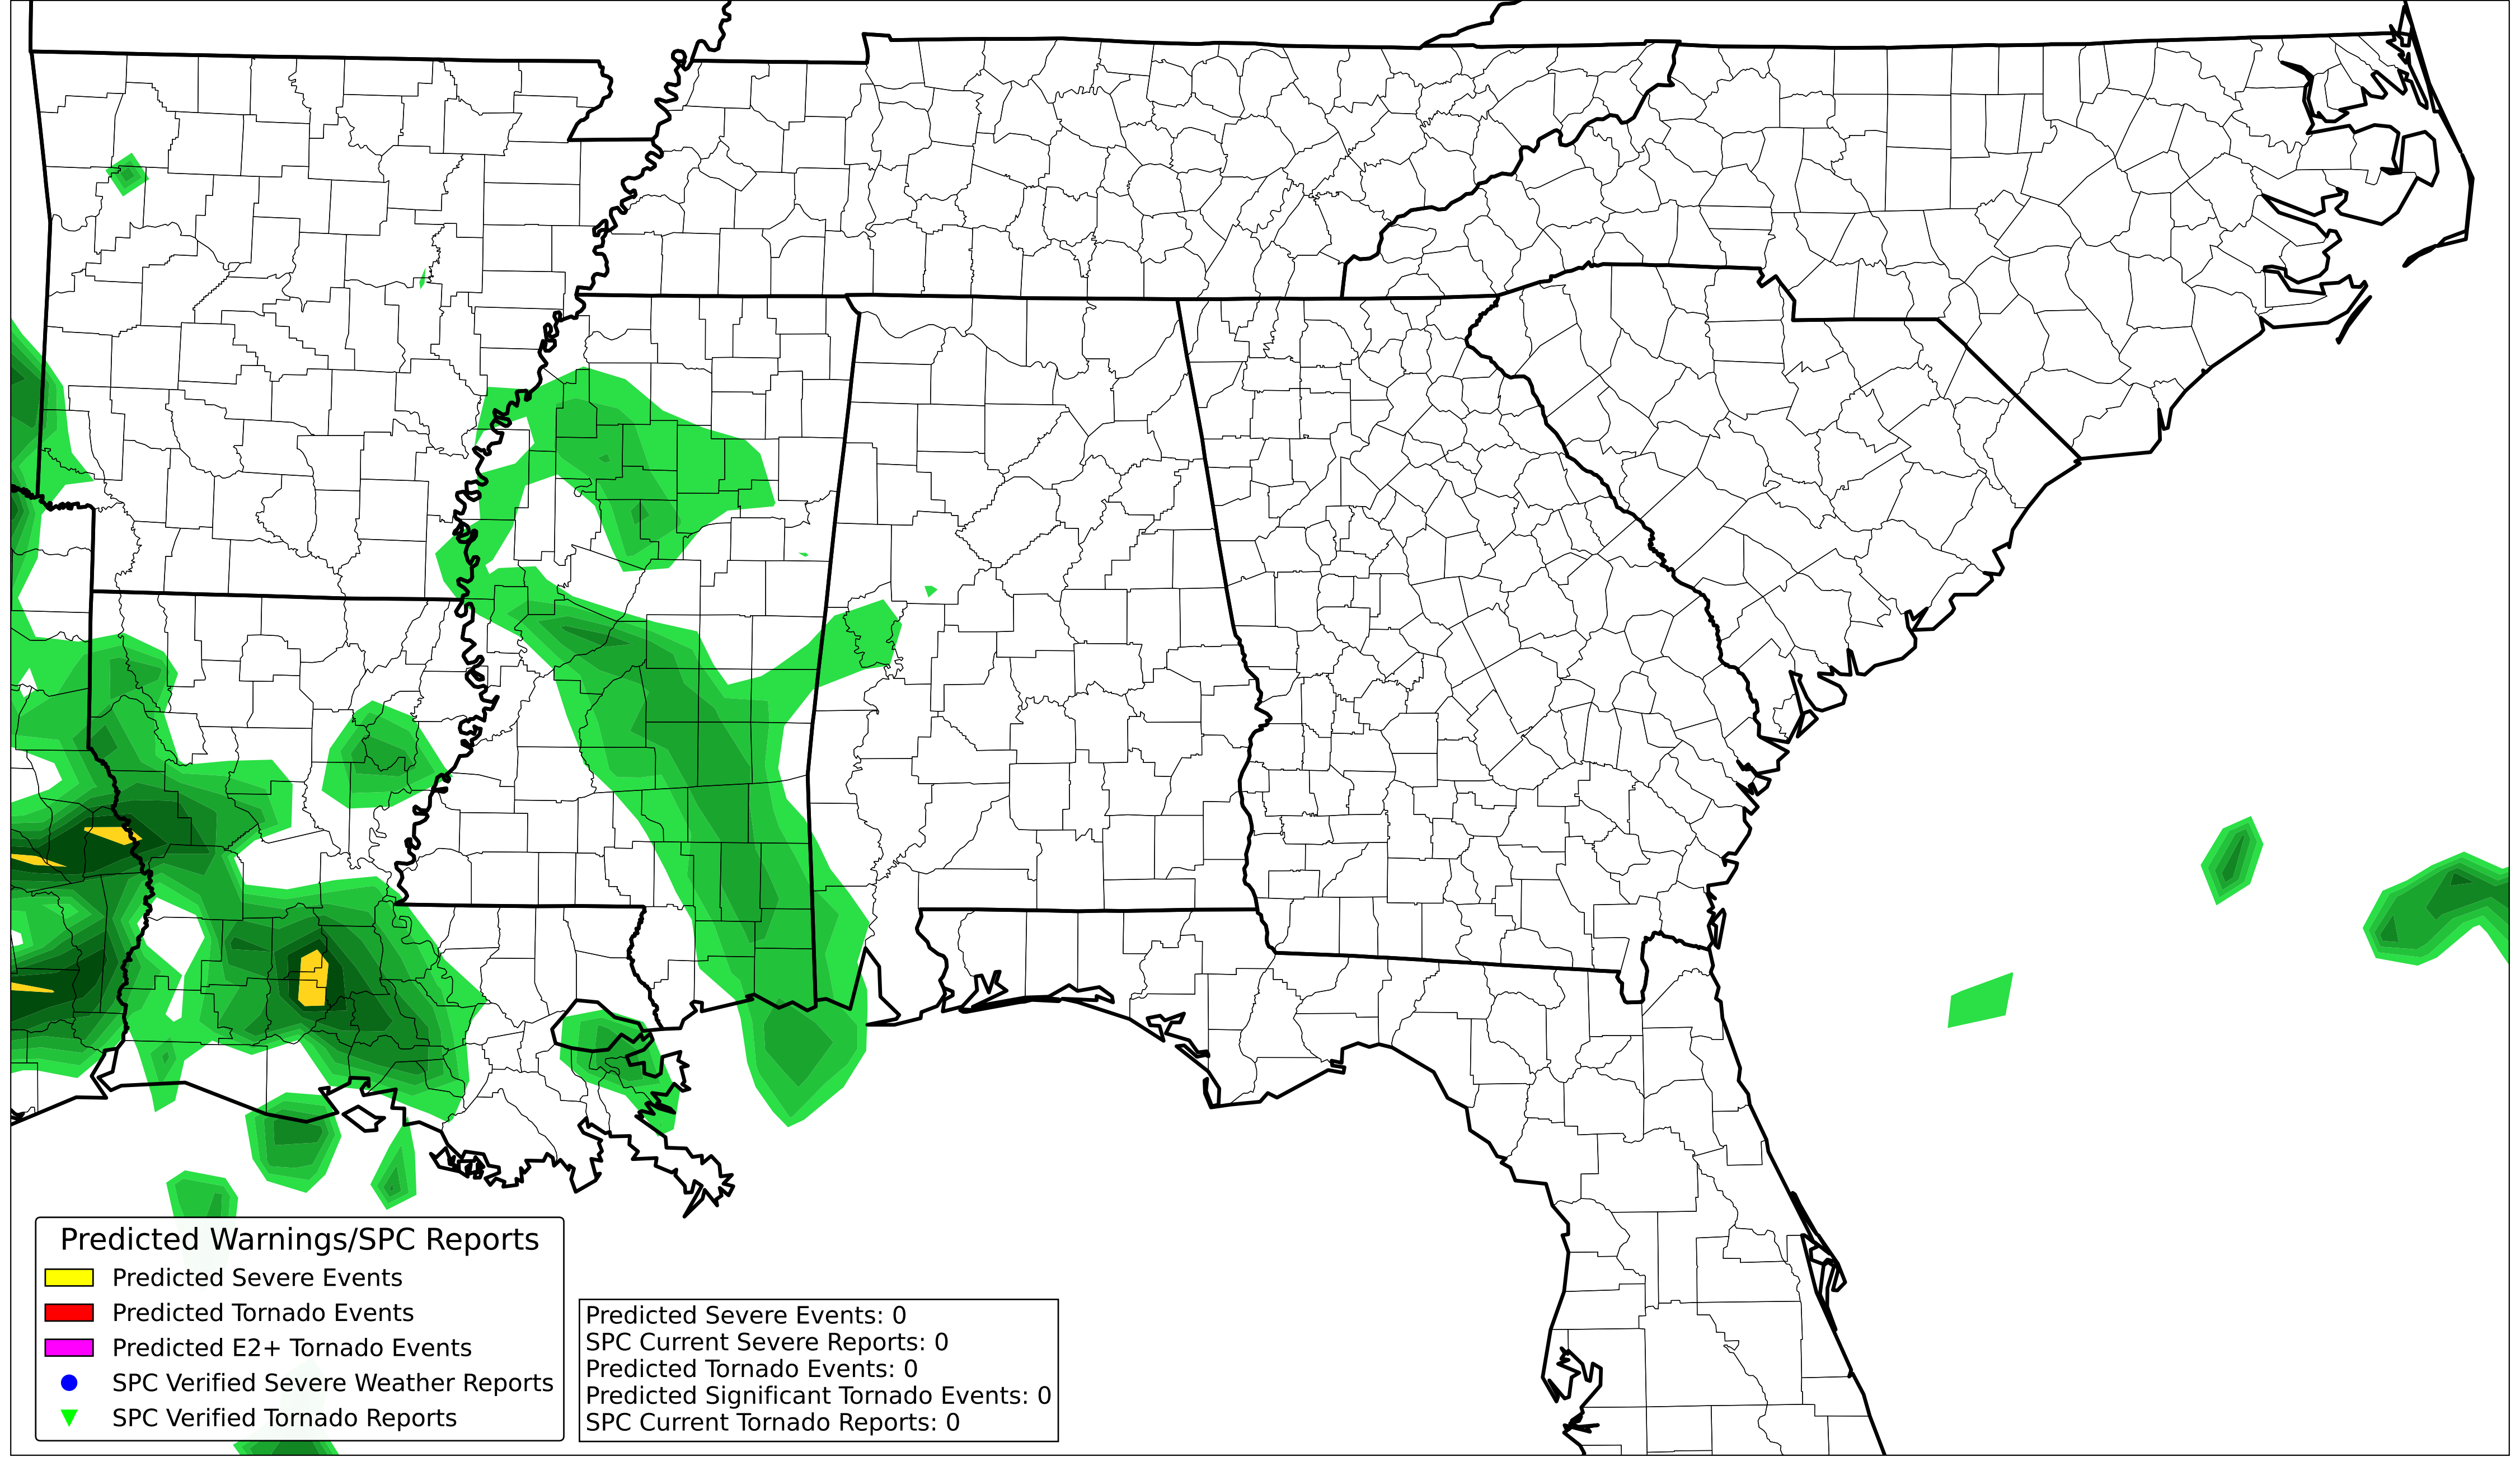 Predicted Warnings/SPC Reports
Predicted Severe Events
Predicted Tornado Events
Predicted E2+ Tornado Events
SPC Verified Severe Weather Reports
SPC Verified Tornado Reports
Predicted Severe Events: 0
SPC Current Severe Reports: 0
Predicted Tornado Events: 0
Predicted Significant Tornado Events: 0
SPC Current Tornado Reports: 0